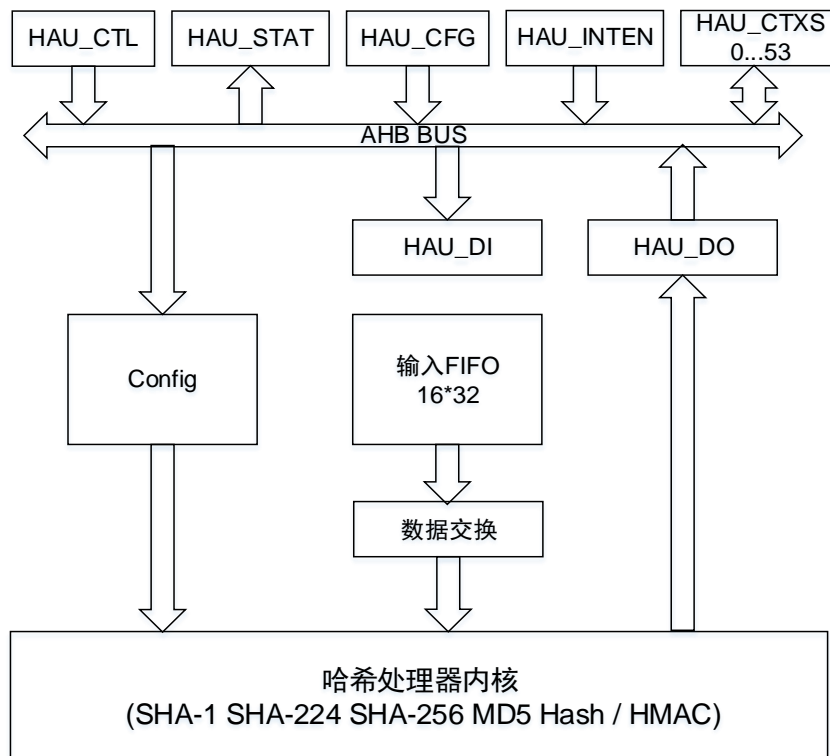 HAU_CTL
HAU_STAT
HAU_CFG
HAU_INTEN
HAU_CTXS
0...53
AHB BUS
HAU_DI
HAU_DO
Config
输入FIFO
16*32
数据交换
哈希处理器内核
(SHA-1 SHA-224 SHA-256 MD5 Hash / HMAC)